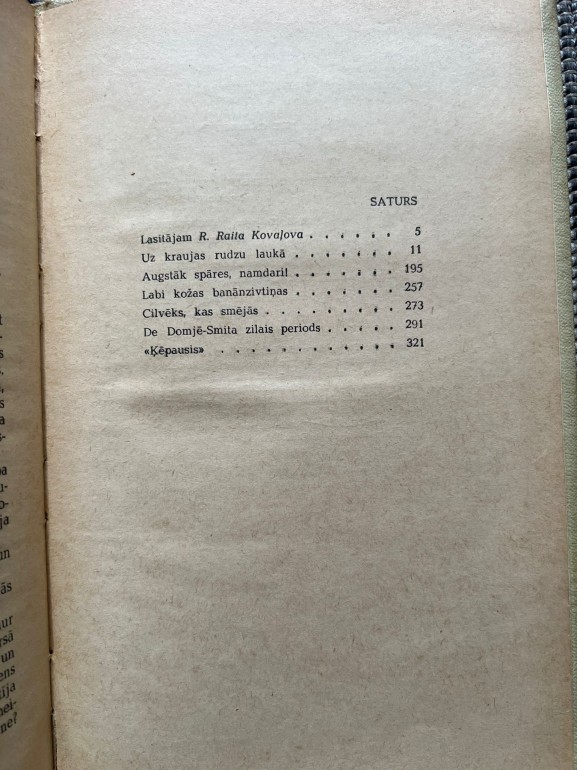 SATURS
Lasītājam R. Raita Kovaļova . . . . . . 5
Uz kraujas rudzu laukā . . . . . . 11
Augstāk spāres, namdari! . . . . . . 195
Labi kožas banānzivtiņas . . . . . . 257
Cilvēks, kas smējās . . . . . . . . 273
De Domjē-Smita zilais periods . . . . . 291
«Ķēpausis» . . . . . . . . . . . 321